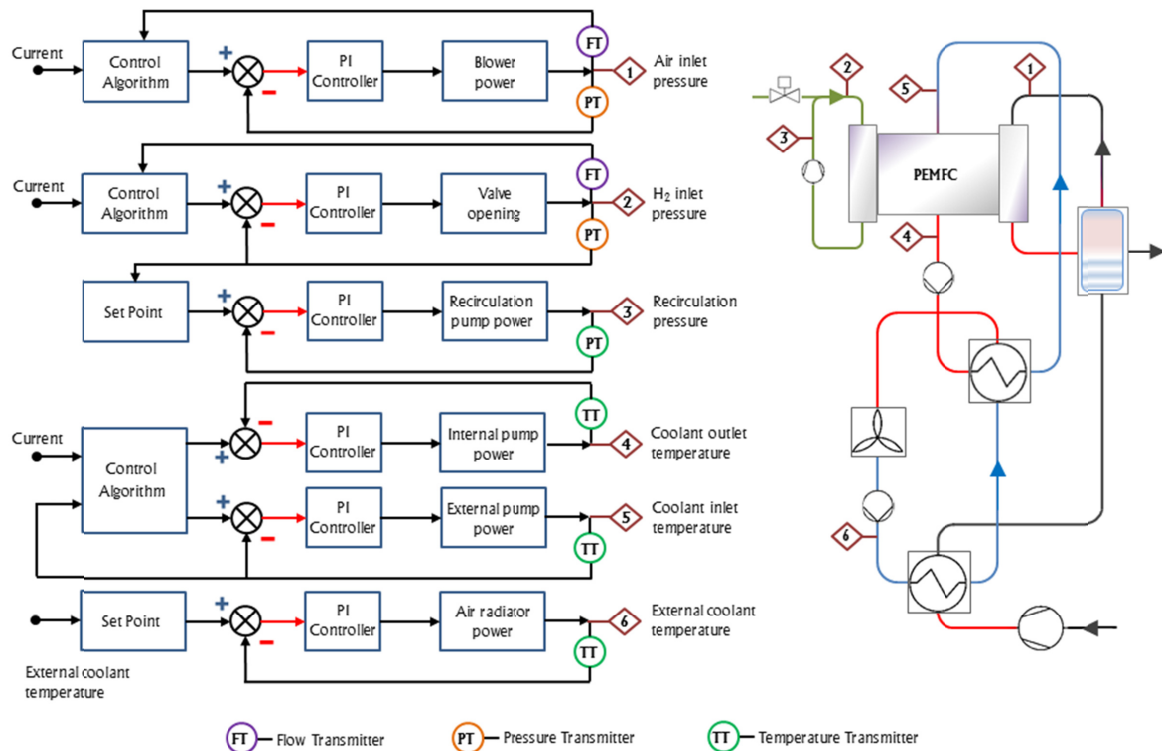 Current
Control
Algorithm
+
−
PI
Controller
Blower
power
FT
PT
1
Air inlet
pressure
Current
Control
Algorithm
+
−
PI
Controller
Valve
opening
FT
PT
2
H₂ inlet
pressure
Set Point
+
−
PI
Controller
Recirculation
pump power
PT
3
Recirculation
pressure
Current
Control
Algorithm
−
+
PI
Controller
Internal pump
power
TT
4
Coolant outlet
temperature
+
−
PI
Controller
External pump
power
TT
5
Coolant inlet
temperature
External coolant
temperature
Set Point
+
−
PI
Controller
Air radiator
power
TT
6
External coolant
temperature
2
5
1
3
PEMFC
4
6
FT Flow Transmitter
PT Pressure Transmitter
TT Temperature Transmitter